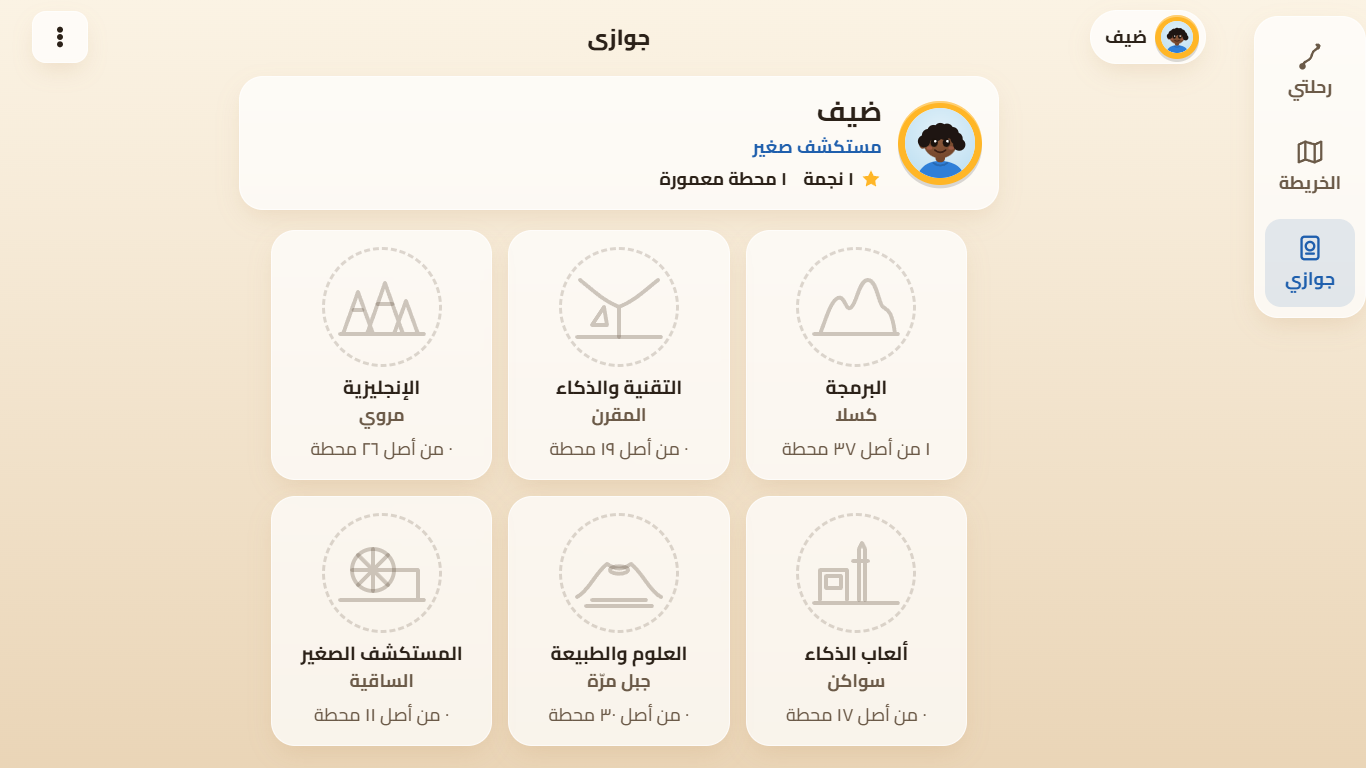 جوازي
ضيف
رحلتي
الخريطة
جوازي
ضيف
مستكشف صغير
١ نجمة ١ محطة معمورة
البرمجة
كسلا
١ من أصل ٣٧ محطة
التقنية والذكاء
المقرن
٠ من أصل ١٩ محطة
الإنجليزية
مروي
٠ من أصل ٢٦ محطة
ألعاب الذكاء
سواكن
٠ من أصل ١٧ محطة
العلوم والطبيعة
جبل مرّة
٠ من أصل ٣٠ محطة
المستكشف الصغير
الساقية
٠ من أصل ١١ محطة